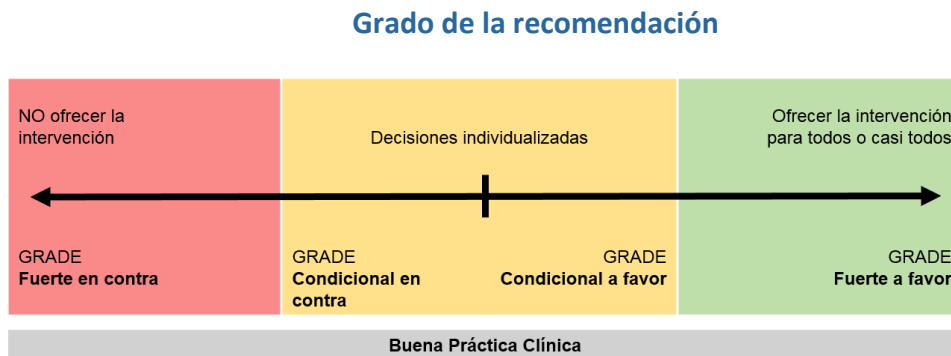 Grado de la recomendación
NO ofrecer la
intervención
Decisiones individualizadas
Ofrecer la intervención
para todos o casi todos
GRADE
Fuerte en contra
GRADE
Condicional en
contra
GRADE
Condicional a favor
GRADE
Fuerte a favor
Buena Práctica Clínica